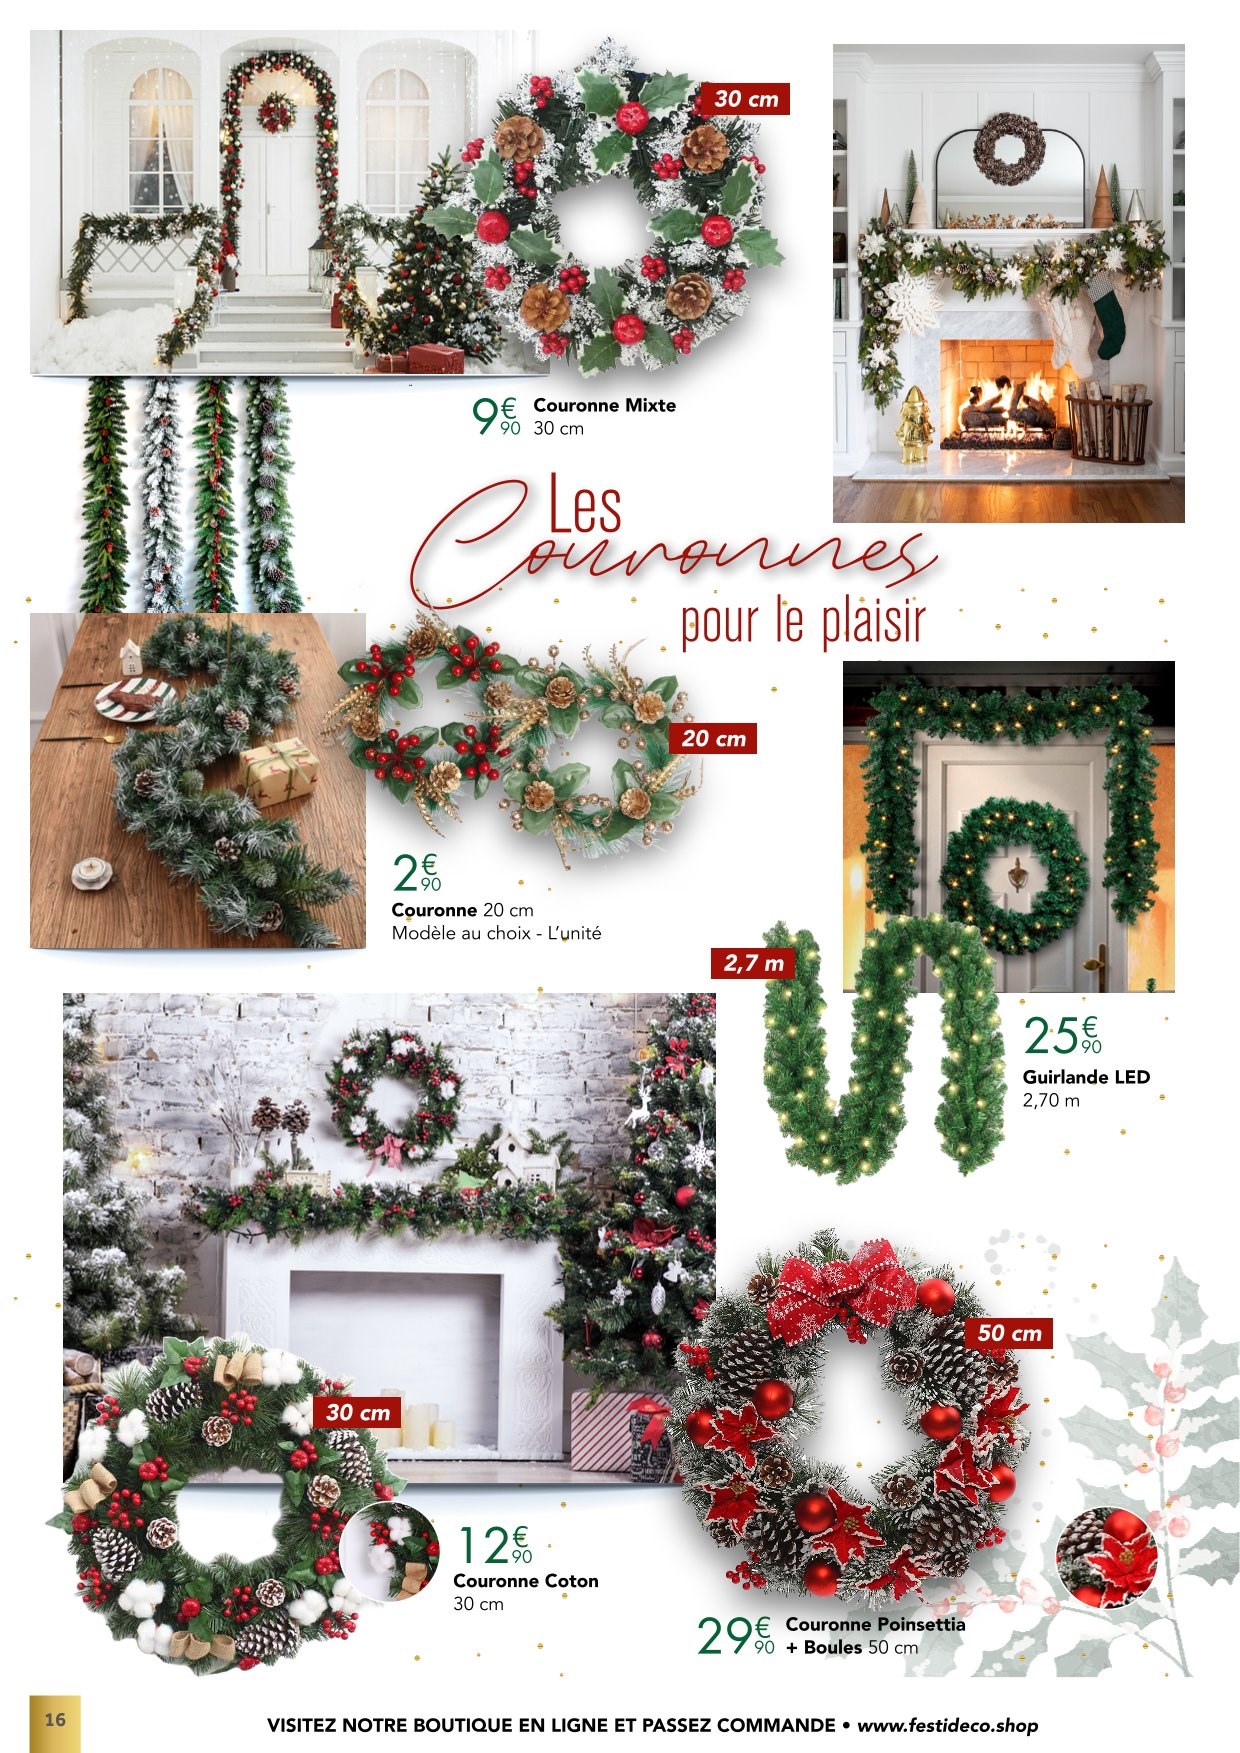 30 cm
9€90
Couronne Mixte
30 cm
Les
Couronnes
pour le plaisir
20 cm
2€90
Couronne 20 cm
Modèle au choix - L'unité
2,7 m
25€90
Guirlande LED
2,70 m
30 cm
12€90
Couronne Coton
30 cm
50 cm
29€90
Couronne Poinsettia
+ Boules 50 cm
16
VISITEZ NOTRE BOUTIQUE EN LIGNE ET PASSEZ COMMANDE • www.festideco.shop